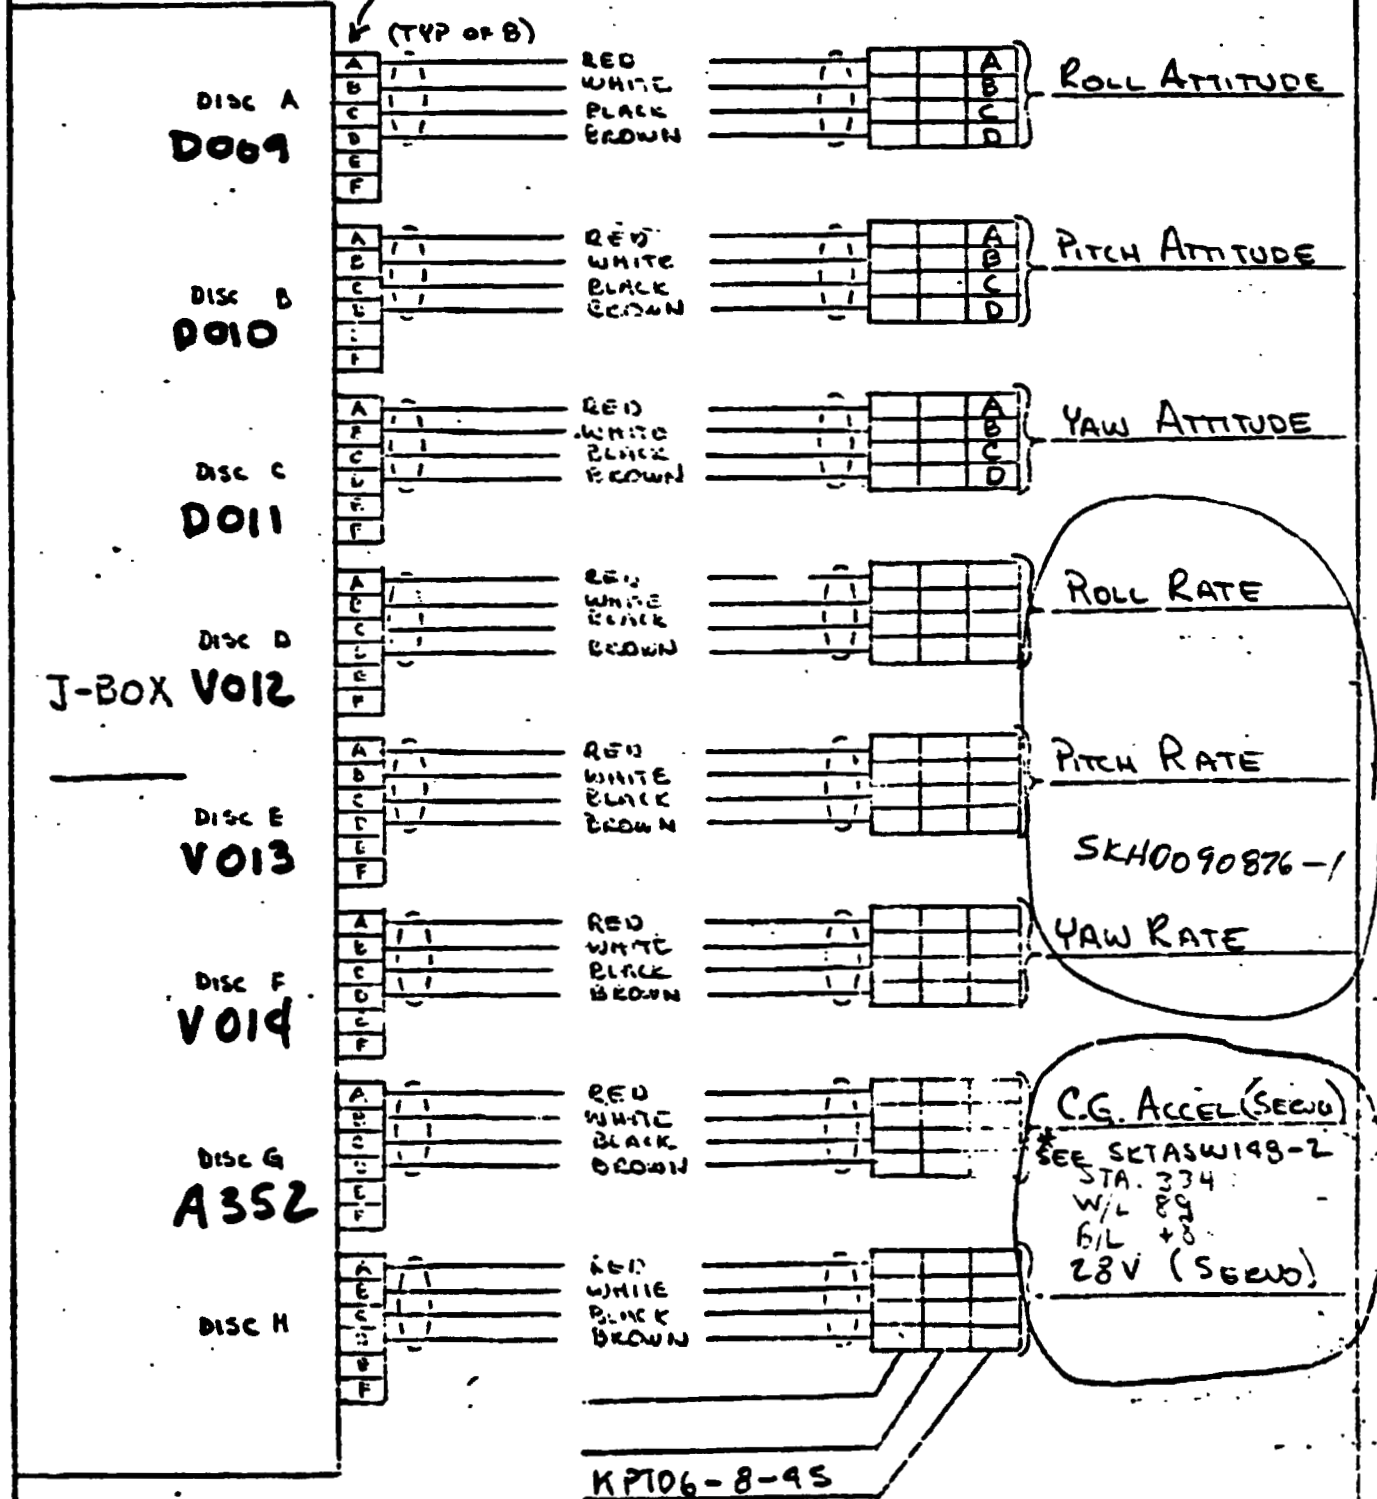 (TYP OF 8)
DISC A
D009
A
B
C
D
E
F
RED
WHITE
BLACK
BROWN
A
B
C
D
ROLL ATTITUDE
DISC B
D010
A
B
C
RED
WHITE
BLACK
BROWN
A
B
C
D
PITCH ATTITUDE
DISC C
D011
A
C
F
RED
WHITE
BLACK
BROWN
A
B
C
D
YAW ATTITUDE
DISC D
J-BOX V012
A
C
F
RED
WHITE
BLACK
BROWN
ROLL RATE
DISC E
V013
A
B
C
E
F
RED
WHITE
BLACK
BROWN
PITCH RATE
SKHD090876-1
DISC F
V014
A
C
D
F
RED
WHITE
BLACK
BROWN
YAW RATE
DISC G
A352
A
C
E
F
RED
WHITE
BLACK
BROWN
C.G. ACCEL (SERVO)
*SEE SKTASW148-2
STA. 334
W/L 89
B/L +8
28V (SERVO)
DISC H
A
F
RED
WHITE
BLACK
BROWN
KPT06-8-4S